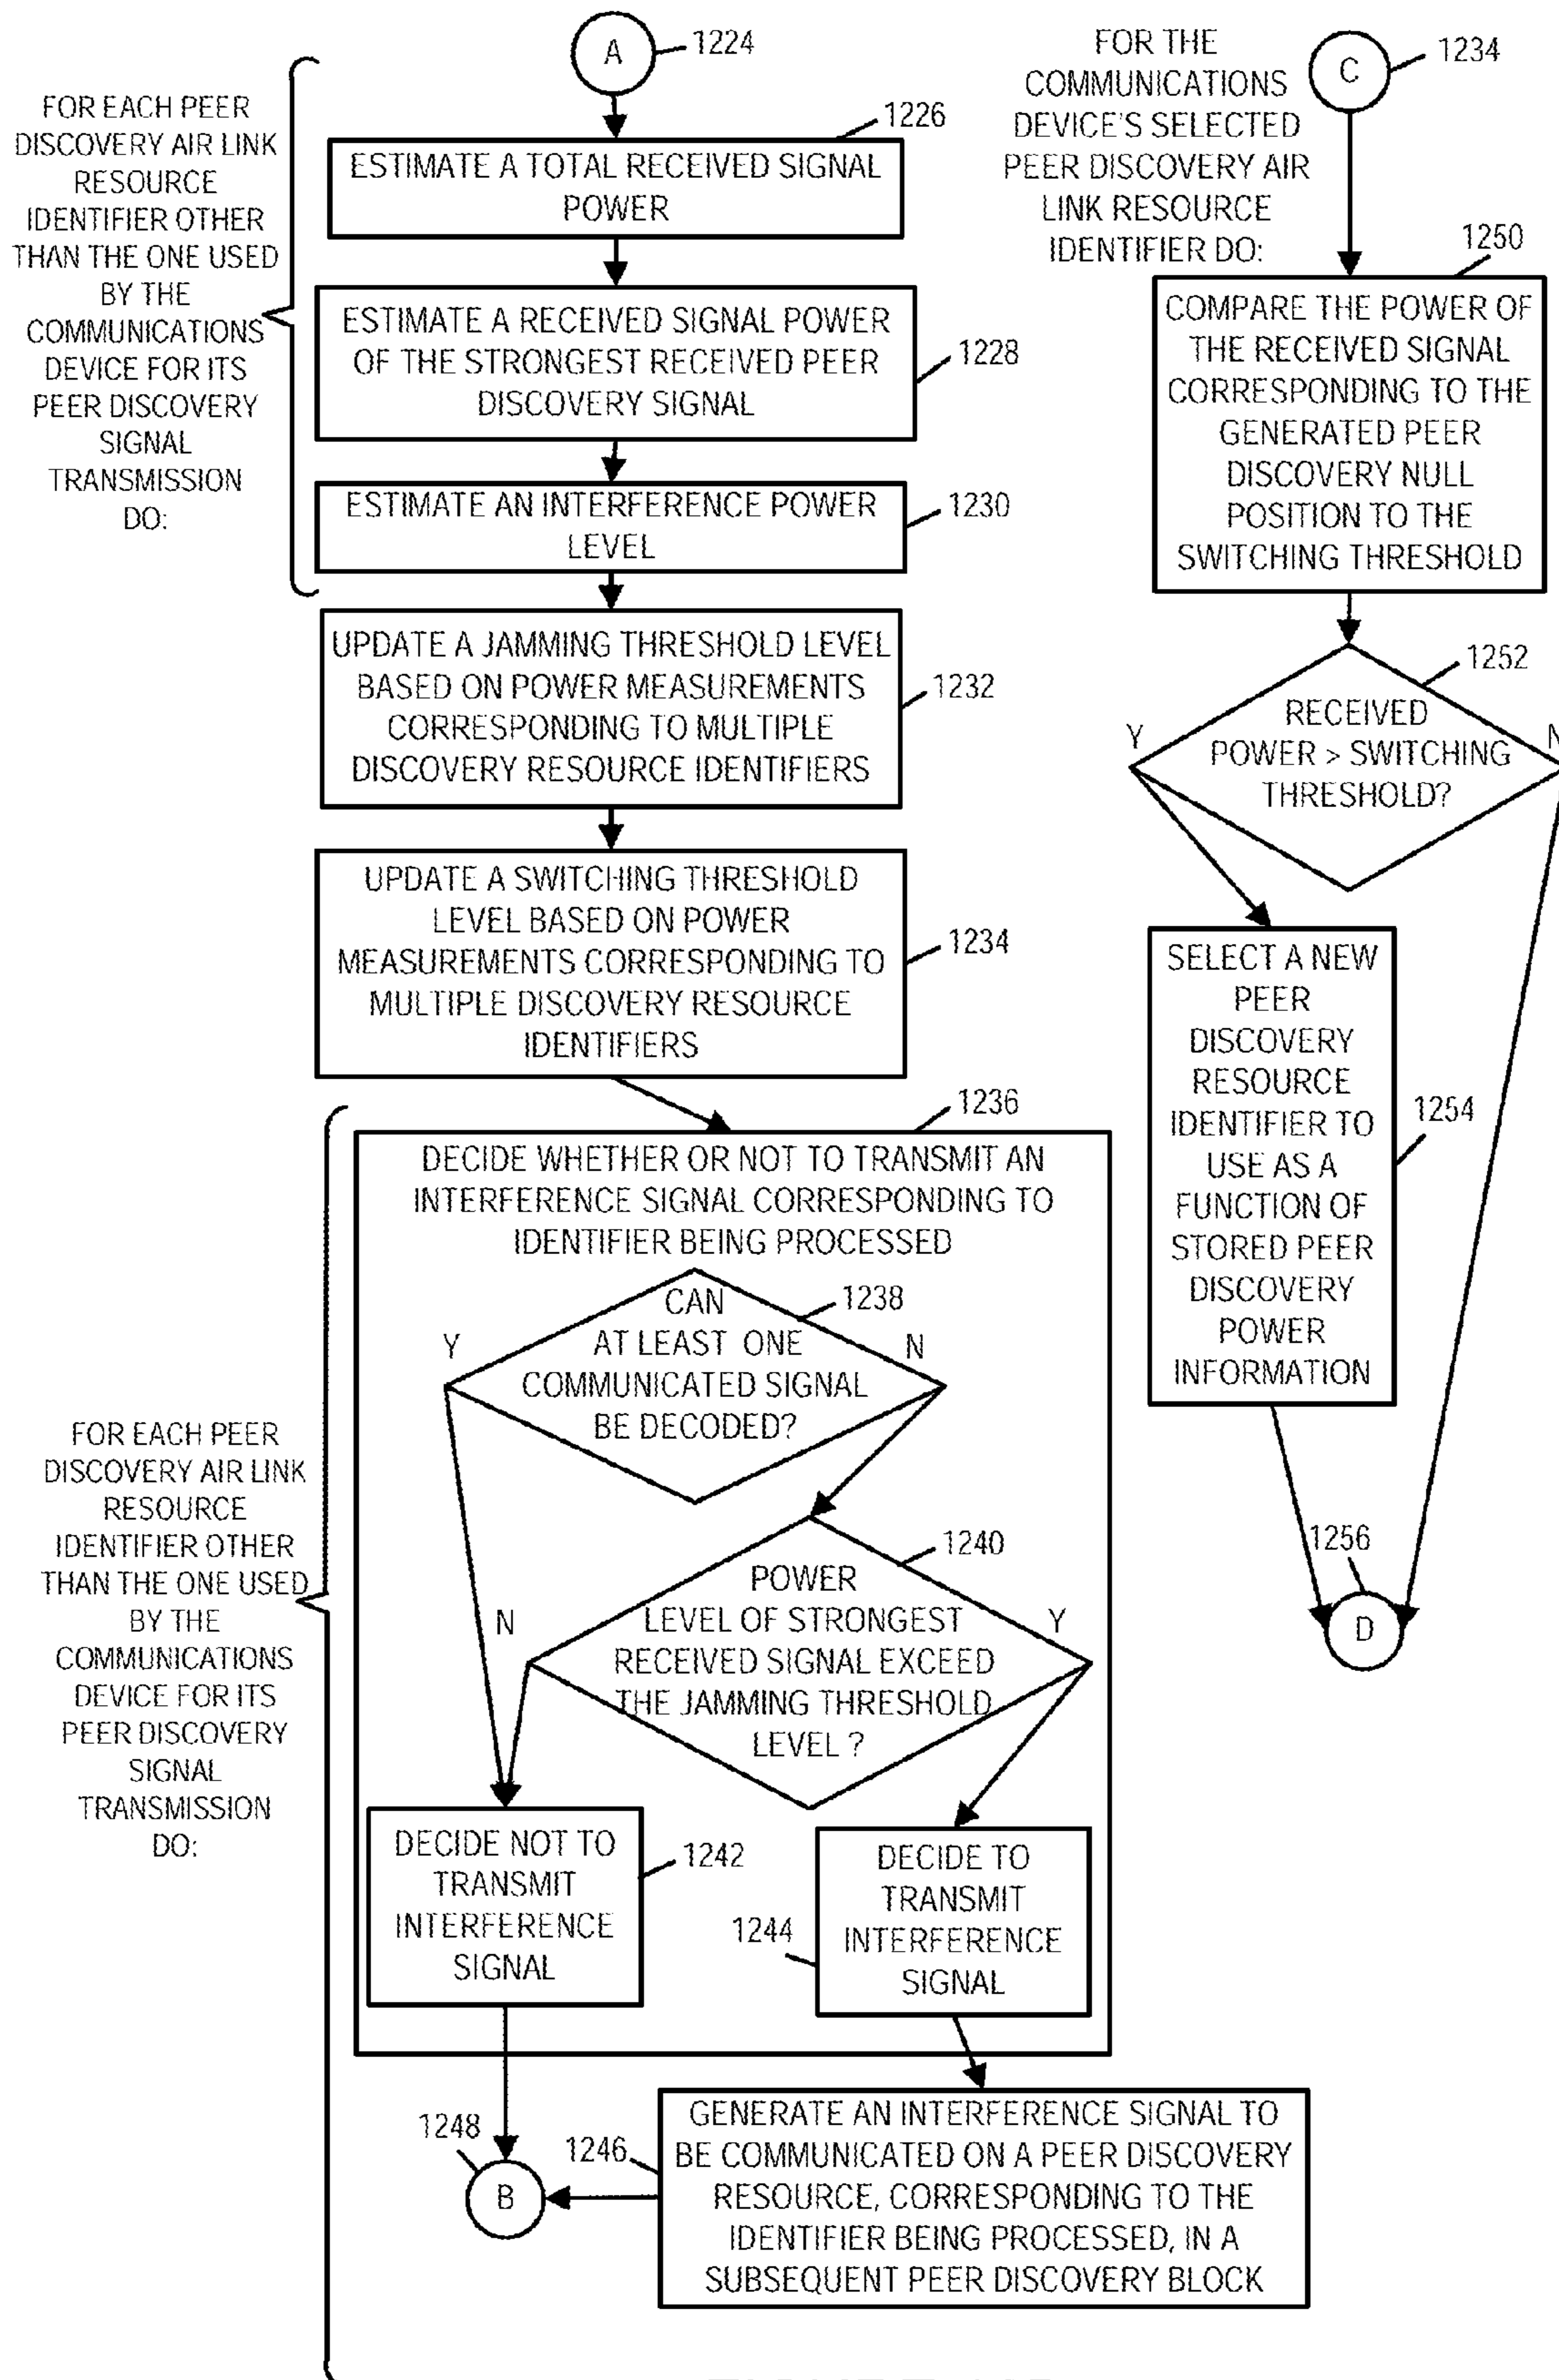 A
1224
FOR EACH PEER
DISCOVERY AIR LINK
RESOURCE
IDENTIFIER OTHER
THAN THE ONE USED
BY THE
COMMUNICATIONS
DEVICE FOR ITS
PEER DISCOVERY
SIGNAL
TRANSMISSION
DO:
1226
ESTIMATE A TOTAL RECEIVED SIGNAL
POWER
ESTIMATE A RECEIVED SIGNAL POWER
OF THE STRONGEST RECEIVED PEER
DISCOVERY SIGNAL
1228
ESTIMATE AN INTERFERENCE POWER
LEVEL
1230
UPDATE A JAMMING THRESHOLD LEVEL
BASED ON POWER MEASUREMENTS
CORRESPONDING TO MULTIPLE
DISCOVERY RESOURCE IDENTIFIERS
1232
UPDATE A SWITCHING THRESHOLD
LEVEL BASED ON POWER
MEASUREMENTS CORRESPONDING TO
MULTIPLE DISCOVERY RESOURCE
IDENTIFIERS
1234
FOR EACH PEER
DISCOVERY AIR LINK
RESOURCE
IDENTIFIER OTHER
THAN THE ONE USED
BY THE
COMMUNICATIONS
DEVICE FOR ITS
PEER DISCOVERY
SIGNAL
TRANSMISSION
DO:
1236
DECIDE WHETHER OR NOT TO TRANSMIT AN
INTERFERENCE SIGNAL CORRESPONDING TO
IDENTIFIER BEING PROCESSED
1238
CAN
AT LEAST ONE
COMMUNICATED SIGNAL
BE DECODED?
Y
N
1240
POWER
LEVEL OF STRONGEST
RECEIVED SIGNAL EXCEED
THE JAMMING THRESHOLD
LEVEL ?
N
Y
DECIDE NOT TO
TRANSMIT
INTERFERENCE
SIGNAL
1242
DECIDE TO
TRANSMIT
INTERFERENCE
SIGNAL
1244
1248
B
1246
GENERATE AN INTERFERENCE SIGNAL TO
BE COMMUNICATED ON A PEER DISCOVERY
RESOURCE, CORRESPONDING TO THE
IDENTIFIER BEING PROCESSED, IN A
SUBSEQUENT PEER DISCOVERY BLOCK
FOR THE
COMMUNICATIONS
DEVICE'S SELECTED
PEER DISCOVERY AIR
LINK RESOURCE
IDENTIFIER DO:
C
1234
1250
COMPARE THE POWER OF
THE RECEIVED SIGNAL
CORRESPONDING TO THE
GENERATED PEER
DISCOVERY NULL
POSITION TO THE
SWITCHING THRESHOLD
1252
RECEIVED
POWER > SWITCHING
THRESHOLD?
Y
N
SELECT A NEW
PEER
DISCOVERY
RESOURCE
IDENTIFIER TO
USE AS A
FUNCTION OF
STORED PEER
DISCOVERY
POWER
INFORMATION
1254
1256
D